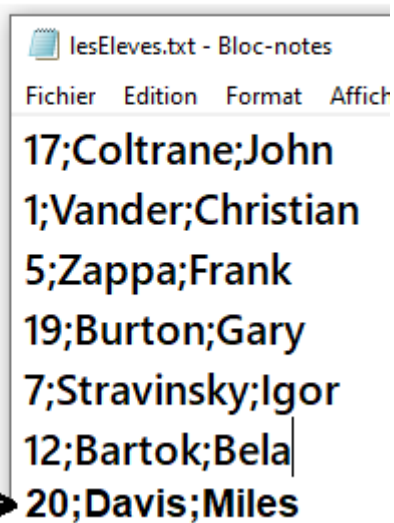 lesEleves.txt - Bloc-notes
Fichier Edition Format Affich
17;Coltrane;John
1;Vander;Christian
5;Zappa;Frank
19;Burton;Gary
7;Stravinsky;Igor
12;Bartok;Bela
20;Davis;Miles